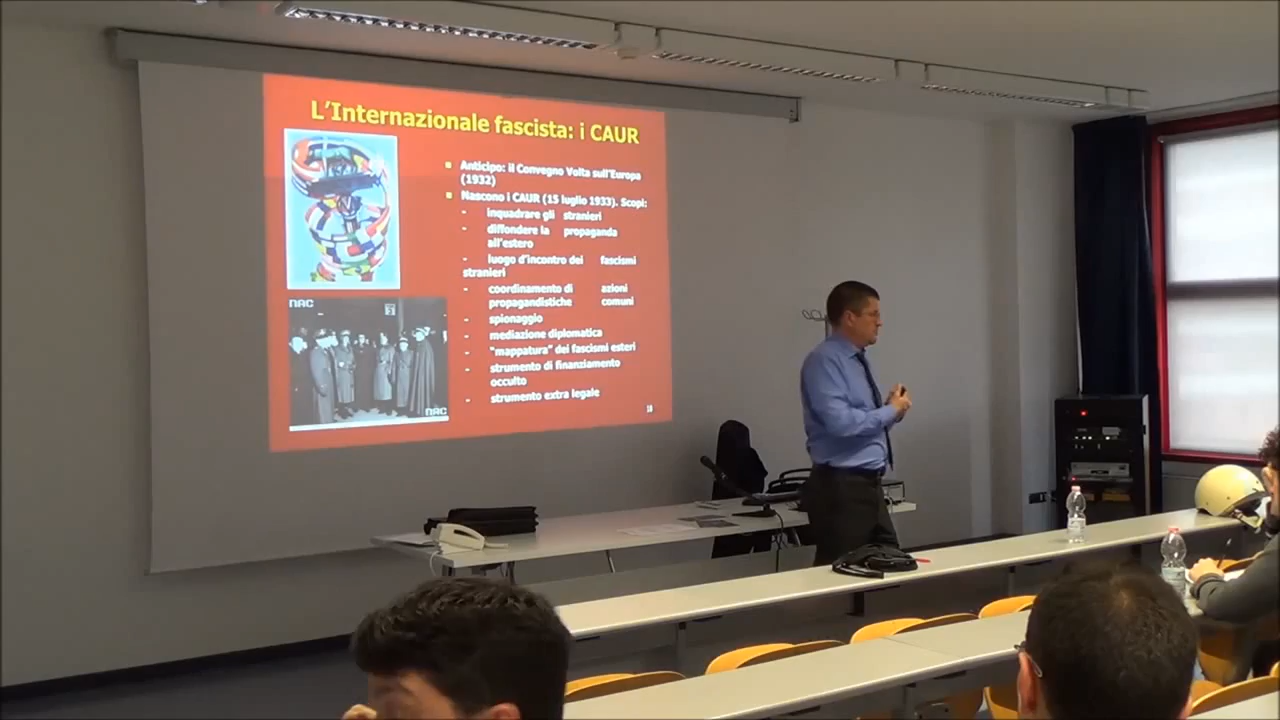 L'Internazionale fascista: i CAUR
Anticipo: il Convegno Volta sull'Europa
(1932)
Nascono i CAUR (15 luglio 1933). Scopi:
- inquadrare gli stranieri
- diffondere la propaganda
all'estero
- luogo d'incontro dei fascismi
stranieri
- coordinamento di azioni
propagandistiche comuni
- spionaggio
- mediazione diplomatica
- "mappatura" dei fascismi esteri
- strumento di finanziamento
occulto
- strumento extra legale
NAC
NAC
18